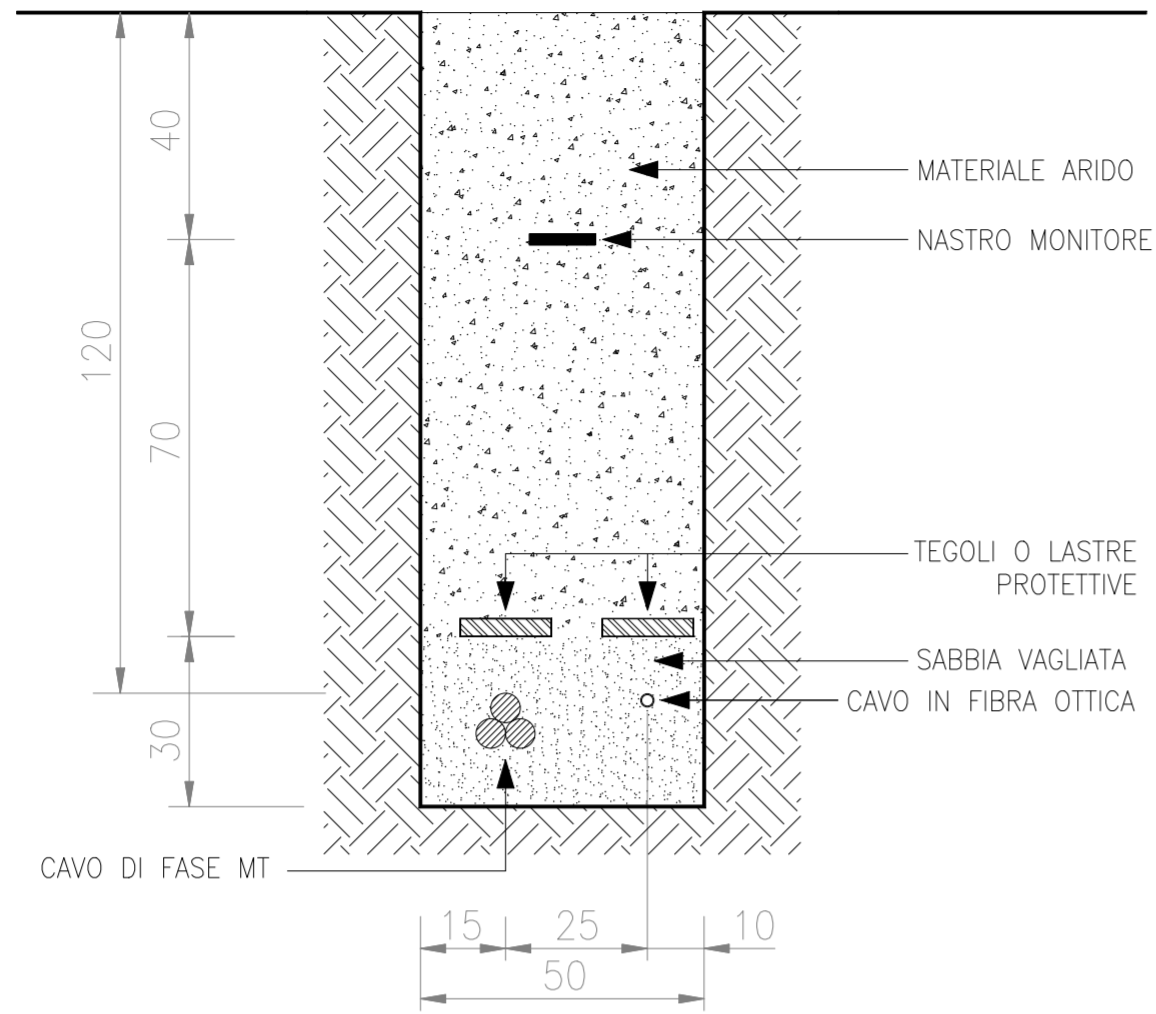 40
MATERIALE ARIDO
NASTRO MONITORE
120
70
TEGOLI O LASTRE
PROTETTIVE
SABBIA VAGLIATA
CAVO IN FIBRA OTTICA
30
CAVO DI FASE MT
15 25 10
50